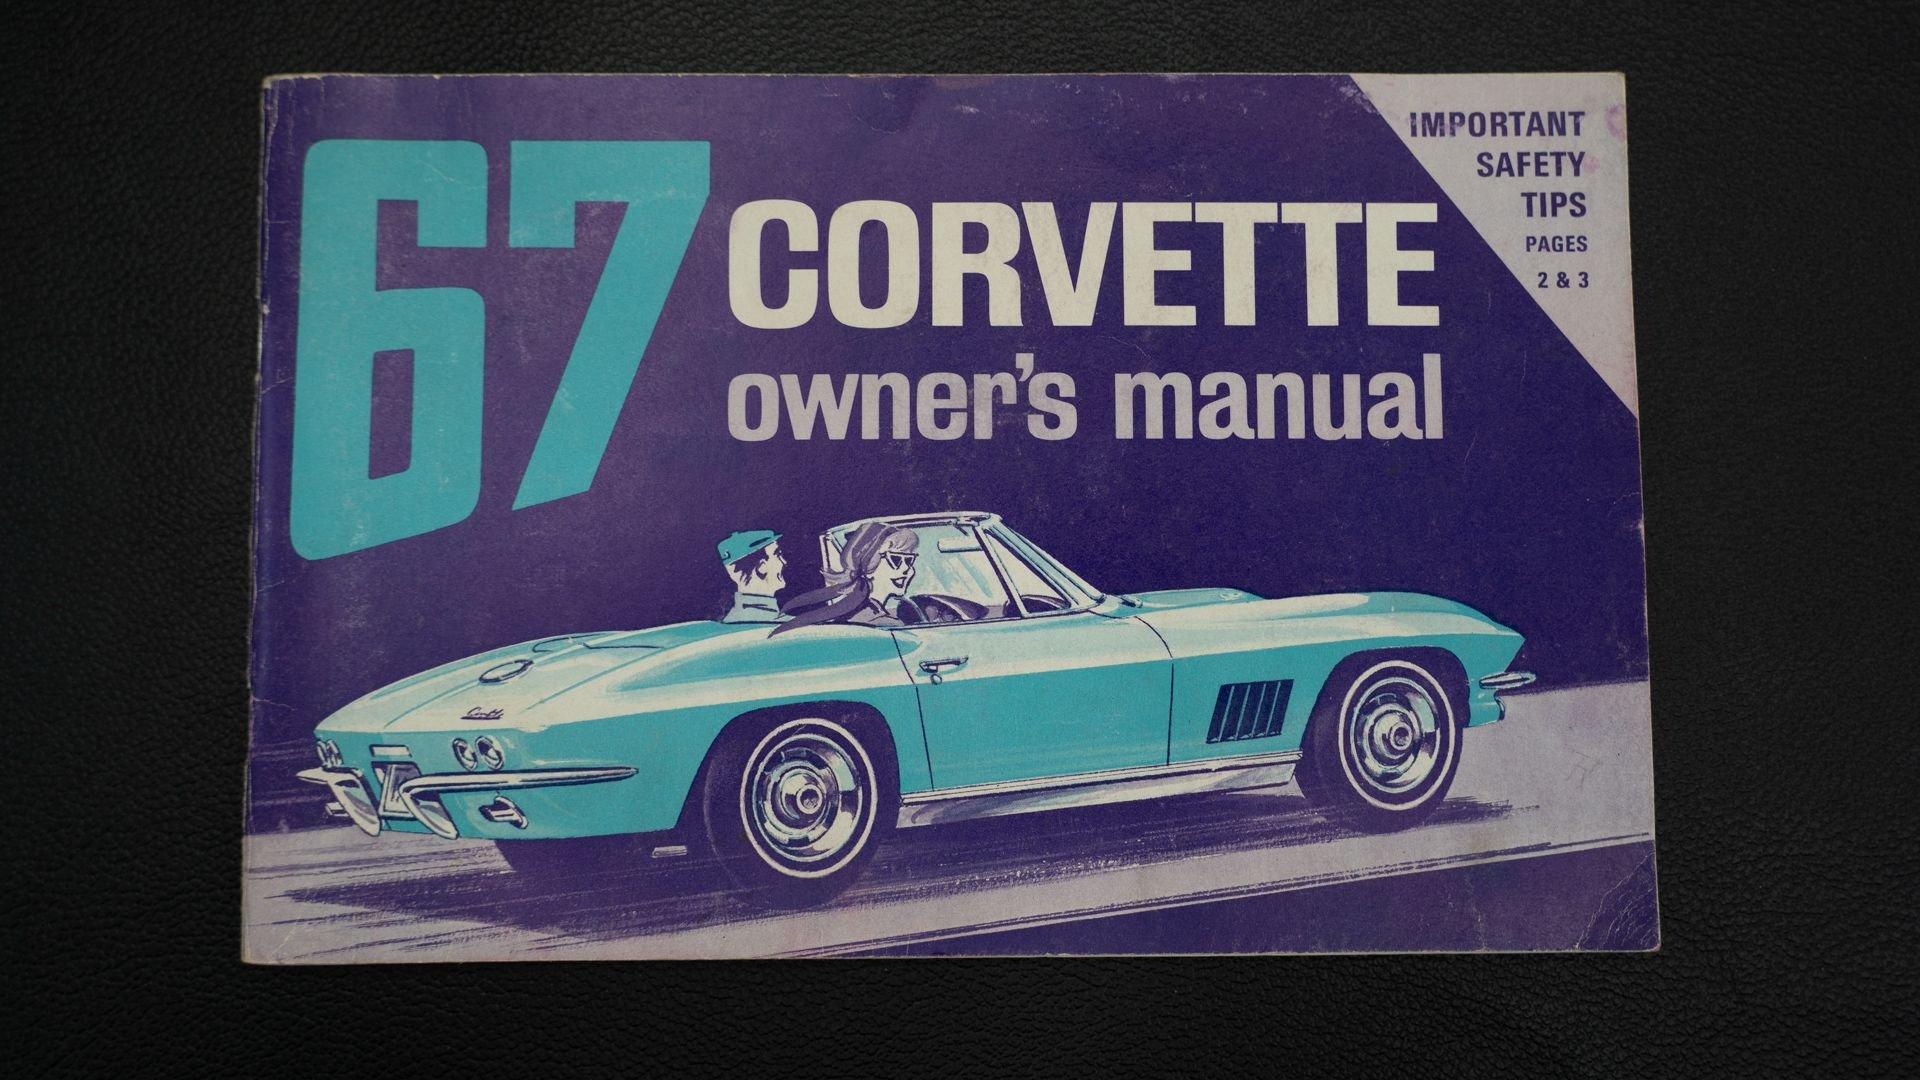 67
CORVETTE
owner's manual
IMPORTANT
SAFETY
TIPS
PAGES
2 & 3